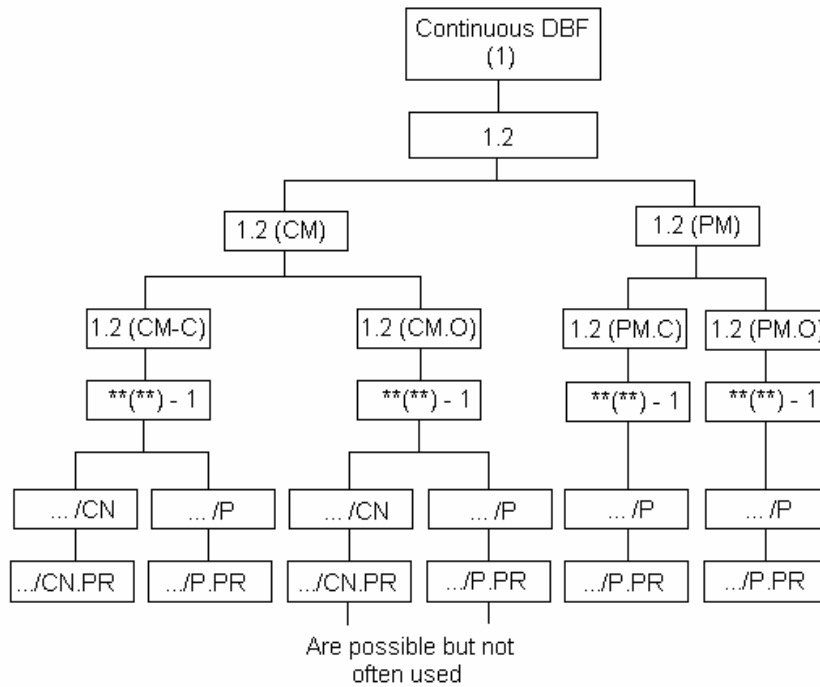 Continuous DBF
(1)
1.2
1.2 (CM)
1.2 (PM)
1.2 (CM-C)
1.2 (CM.O)
1.2 (PM.C)
1.2 (PM.O)
**(**) - 1
**(**) - 1
**(**) - 1
**(**) - 1
... /CN
... /P
... /CN
... /P
... /P
... /P
.../CN.PR
.../P.PR
.../CN.PR
.../P.PR
.../P.PR
.../P.PR
Are possible but not
often used